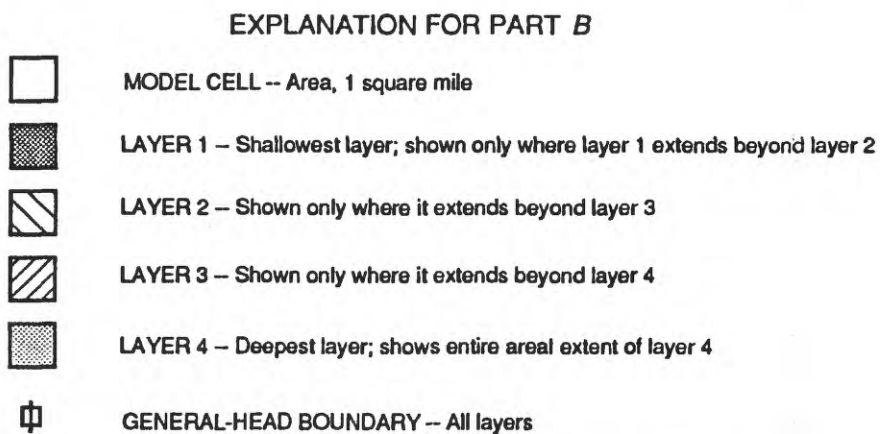 EXPLANATION FOR PART B
MODEL CELL -- Area, 1 square mile
LAYER 1 -- Shallowest layer; shown only where layer 1 extends beyond layer 2
LAYER 2 -- Shown only where it extends beyond layer 3
LAYER 3 -- Shown only where it extends beyond layer 4
LAYER 4 -- Deepest layer; shows entire areal extent of layer 4
GENERAL-HEAD BOUNDARY -- All layers